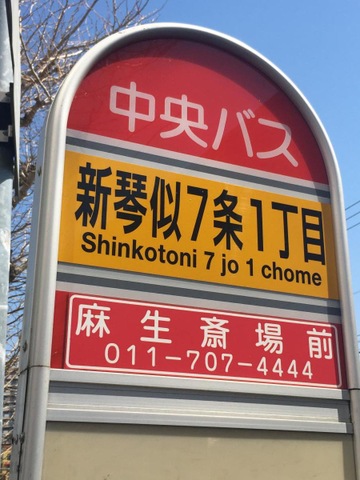 中央バス
新琴似7条1丁目
Shinkotoni 7 jo 1 chome
麻生斎場前
011-707-4444